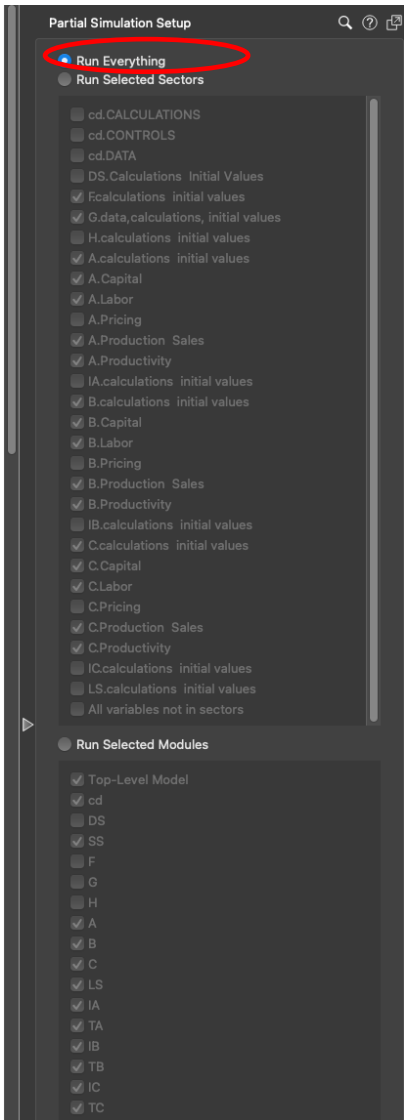 Partial Simulation Setup
Run Everything
Run Selected Sectors
cd.CALCULATIONS
cd.CONTROLS
cd.DATA
DS.Calculations Initial Values
F.calculations initial values
G.data,calculations, initial values
H.calculations initial values
A.calculations initial values
A.Capital
A.Labor
A.Pricing
A.Production Sales
A.Productivity
IA.calculations initial values
B.calculations initial values
B.Capital
B.Labor
B.Pricing
B.Production Sales
B.Productivity
IB.calculations initial values
C.calculations initial values
C.Capital
C.Labor
C.Pricing
C.Production Sales
C.Productivity
IC.calculations initial values
LS.calculations initial values
All variables not in sectors
Run Selected Modules
Top-Level Model
cd
DS
SS
F
G
H
A
B
C
LS
IA
TA
IB
TB
IC
TC